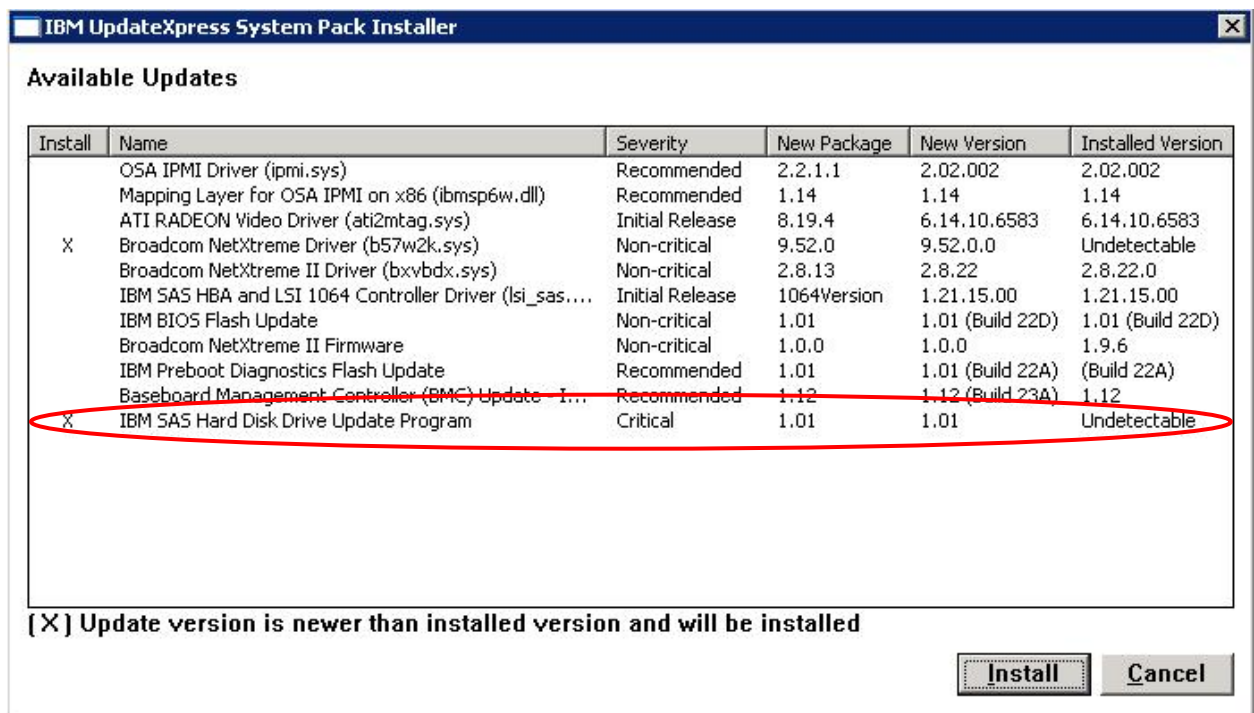 IBM UpdateXpress System Pack Installer
Available Updates
Install Name Severity New Package New Version Installed Version
OSA IPMI Driver (ipmi.sys) Recommended 2.2.1.1 2.02.002 2.02.002
Mapping Layer for OSA IPMI on x86 (ibmsp6w.dll) Recommended 1.14 1.14 1.14
ATI RADEON Video Driver (ati2mtag.sys) Initial Release 8.19.4 6.14.10.6583 6.14.10.6583
X Broadcom NetXtreme Driver (b57w2k.sys) Non-critical 9.52.0 9.52.0.0 Undetectable
Broadcom NetXtreme II Driver (bxvbdx.sys) Non-critical 2.8.13 2.8.22 2.8.22.0
IBM SAS HBA and LSI 1064 Controller Driver (lsi_sas.... Initial Release 1064Version 1.21.15.00 1.21.15.00
IBM BIOS Flash Update Non-critical 1.01 1.01 (Build 22D) 1.01 (Build 22D)
Broadcom NetXtreme II Firmware Non-critical 1.0.0 1.0.0 1.9.6
IBM Preboot Diagnostics Flash Update Recommended 1.01 1.01 (Build 22A) (Build 22A)
Baseboard Management Controller (BMC) Update - I... Recommended 1.12 1.12 (Build 23A) 1.12
X IBM SAS Hard Disk Drive Update Program Critical 1.01 1.01 Undetectable
(X) Update version is newer than installed version and will be installed
Install Cancel